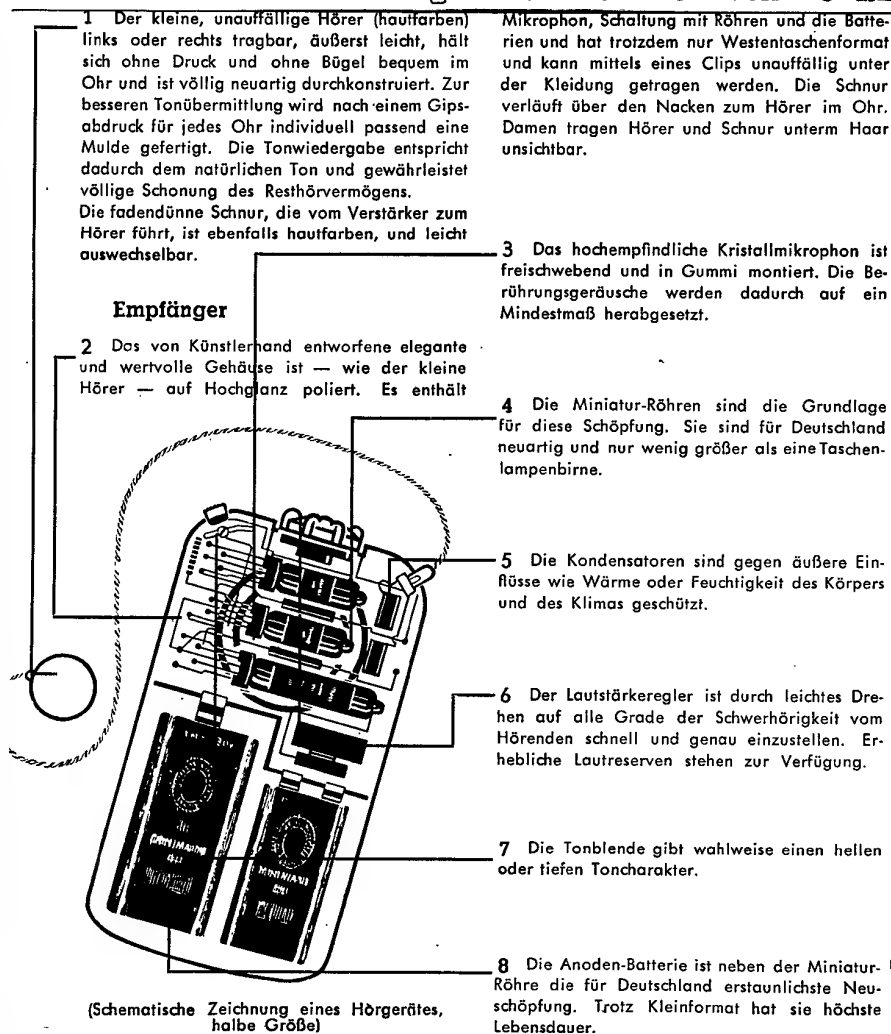 1 Der kleine, unauffällige Hörer (hautfarben)
links oder rechts tragbar, äußerst leicht, hält
sich ohne Druck und ohne Bügel bequem im
Ohr und ist völlig neuartig durchkonstruiert. Zur
besseren Tonübermittlung wird nach einem Gips-
abdruck für jedes Ohr individuell passend eine
Mulde gefertigt. Die Tonwiedergabe entspricht
dadurch dem natürlichen Ton und gewährleistet
völlige Schonung des Resthörvermögens.
Die fadendünne Schnur, die vom Verstärker zum
Hörer führt, ist ebenfalls hautfarben, und leicht
auswechselbar.
Empfänger
2 Das von Künstlerhand entworfene elegante
und wertvolle Gehäuse ist — wie der kleine
Hörer — auf Hochglanz poliert. Es enthält
Mikrophon, Schaltung mit Röhren und die Batte-
rien und hat trotzdem nur Westentaschenformat
und kann mittels eines Clips unauffällig unter
der Kleidung getragen werden. Die Schnur
verläuft über den Nacken zum Hörer im Ohr.
Damen tragen Hörer und Schnur unterm Haar
unsichtbar.
3 Das hochempfindliche Kristallmikrophon ist
freischwebend und in Gummi montiert. Die Be-
rührungsgeräusche werden dadurch auf ein
Mindestmaß herabgesetzt.
4 Die Miniatur-Röhren sind die Grundlage
für diese Schöpfung. Sie sind für Deutschland
neuartig und nur wenig größer als eine Taschen-
lampenbirne.
5 Die Kondensatoren sind gegen äußere Ein-
flüsse wie Wärme oder Feuchtigkeit des Körpers
und des Klimas geschützt.
6 Der Lautstärkeregler ist durch leichtes Dre-
hen auf alle Grade der Schwerhörigkeit vom
Hörenden schnell und genau einzustellen. Er-
hebliche Lautreserven stehen zur Verfügung.
7 Die Tonblende gibt wahlweise einen hellen
oder tiefen Toncharakter.
8 Die Anoden-Batterie ist neben der Miniatur-
Röhre die für Deutschland erstaunlichste Neu-
schöpfung. Trotz Kleinformat hat sie höchste
Lebensdauer.
(Schematische Zeichnung eines Hörgerätes,
halbe Größe)